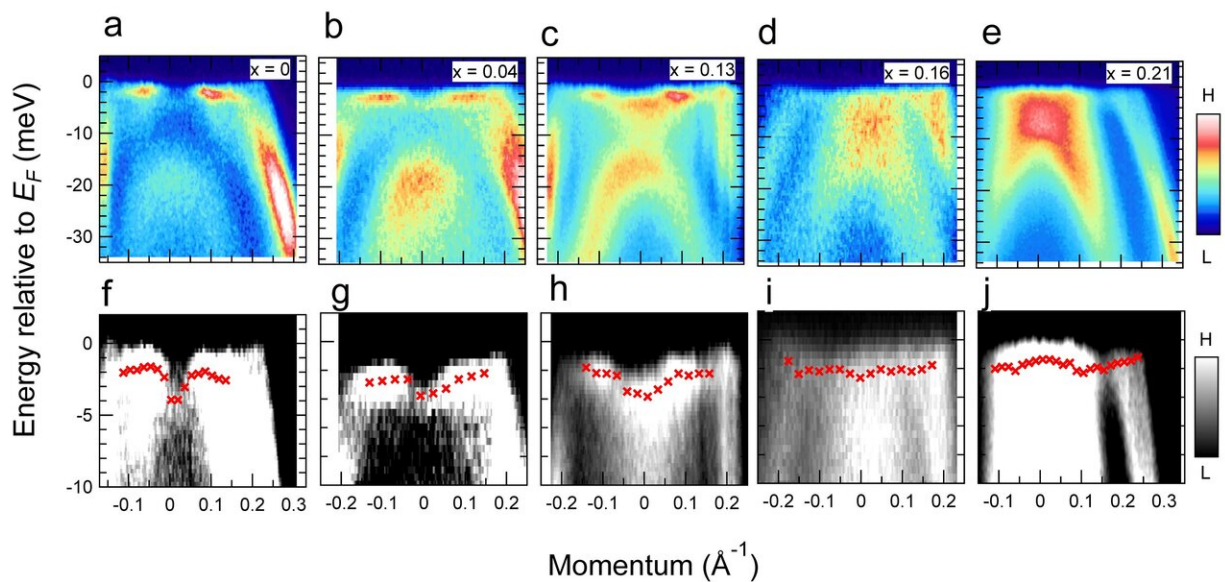 a b c d e
x = 0 x = 0.04 x = 0.13 x = 0.16 x = 0.21
0
-10
-20
-30
H
L
Energy relative to E_F (meV)
f g h i j
0
-5
-10
H
L
-0.1 0 0.1 0.2 0.3 -0.2 -0.1 0 0.1 0.2 -0.2 -0.1 0 0.1 0.2 -0.2 -0.1 0 0.1 0.2 -0.1 0 0.1 0.2 0.3
Momentum (Å⁻¹)